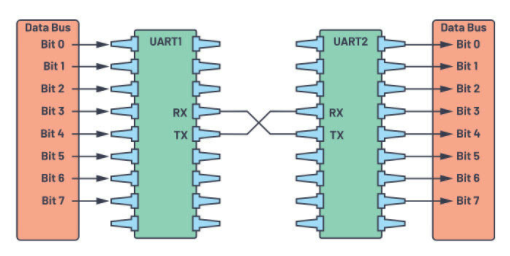 Data Bus
Bit 0
Bit 1
Bit 2
Bit 3
Bit 4
Bit 5
Bit 6
Bit 7
UART1
RX
TX
UART2
RX
TX
Data Bus
Bit 0
Bit 1
Bit 2
Bit 3
Bit 4
Bit 5
Bit 6
Bit 7